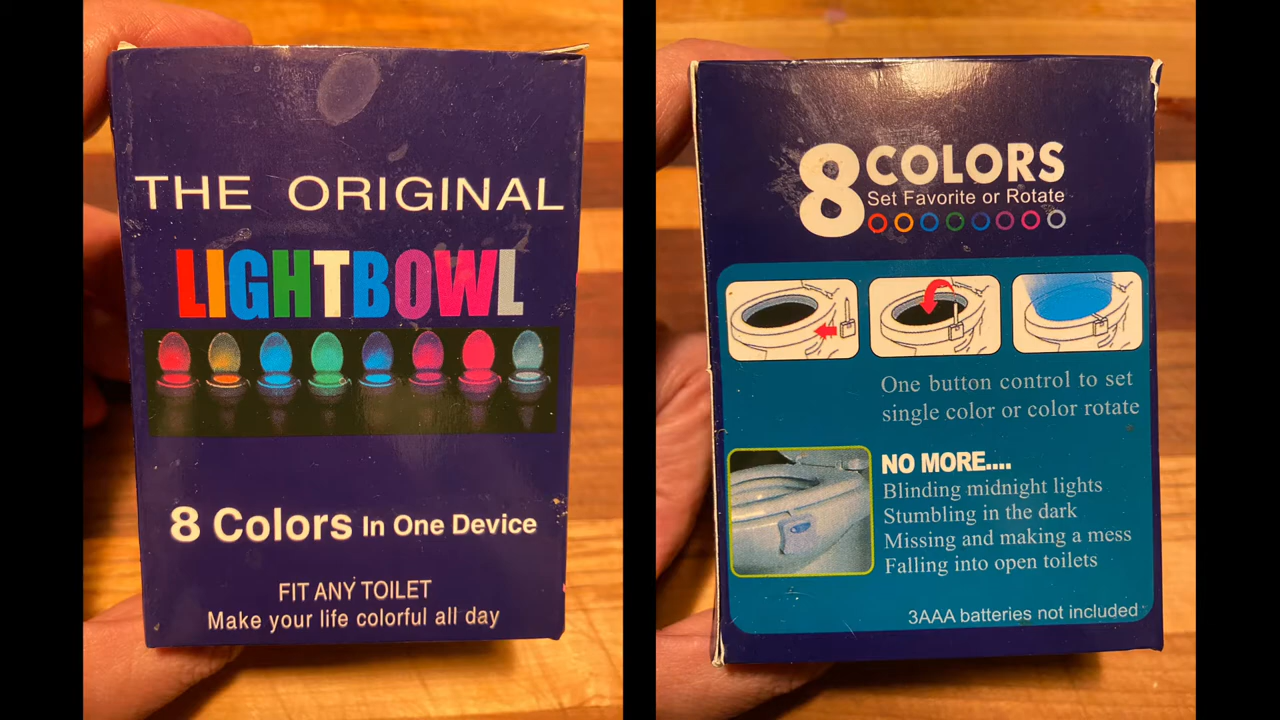 THE ORIGINAL
LIGHTBOWL
8 Colors In One Device
FIT ANY TOILET
Make your life colorful all day
8 COLORS
Set Favorite or Rotate
One button control to set
single color or color rotate
NO MORE....
Blinding midnight lights
Stumbling in the dark
Missing and making a mess
Falling into open toilets
3AAA batteries not included